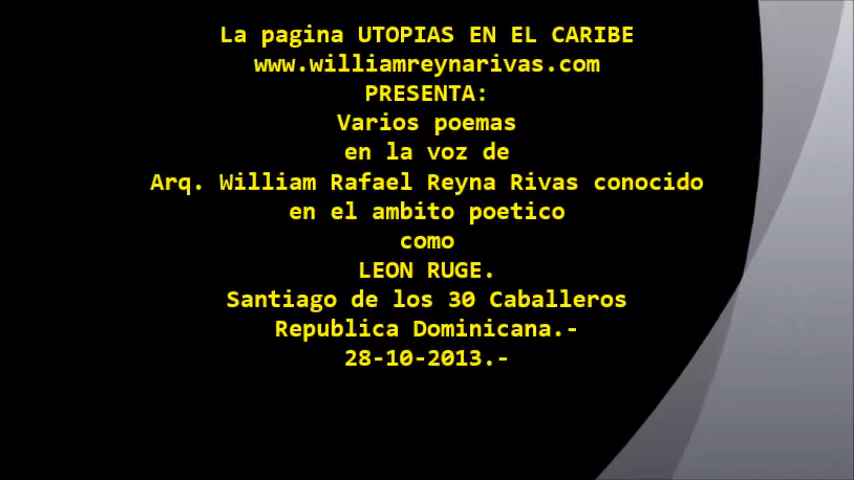 La pagina UTOPIAS EN EL CARIBE
www.williamreynarivas.com
PRESENTA:
Varios poemas
en la voz de
Arq. William Rafael Reyna Rivas conocido
en el ambito poetico
como
LEON RUGE.
Santiago de los 30 Caballeros
Republica Dominicana.-
28-10-2013.-